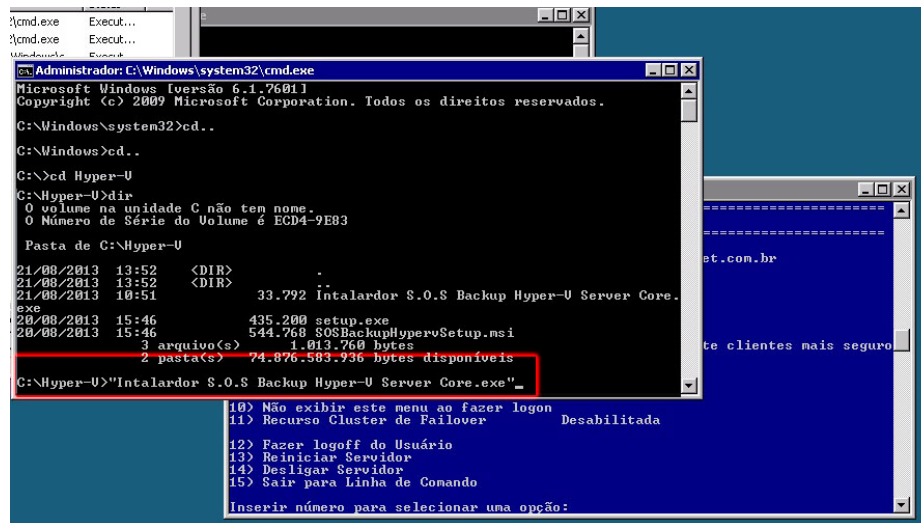 ?\cmd.exe Execut...
?\cmd.exe Execut...
Administrador: C:\Windows\system32\cmd.exe
Microsoft Windows [versão 6.1.7601]
Copyright (c) 2009 Microsoft Corporation. Todos os direitos reservados.
C:\Windows\system32>cd..
C:\Windows>cd..
C:\>cd Hyper-V
C:\Hyper-V>dir
O volume na unidade C não tem nome.
O Número de Série do Volume é ECD4-9E83
Pasta de C:\Hyper-V
21/08/2013 13:52 <DIR> .
21/08/2013 13:52 <DIR> ..
21/08/2013 10:51 33.792 Intalardor S.O.S Backup Hyper-V Server Core.
exe
20/08/2013 15:46 435.200 setup.exe
20/08/2013 15:46 544.768 SOSBackupHypervSetup.msi
3 arquivo(s) 1.013.760 bytes
2 pasta(s) 74.876.583.936 bytes disponíveis
C:\Hyper-V>"Intalardor S.O.S Backup Hyper-V Server Core.exe"_
=======================
=======================
et.com.br
te clientes mais seguro
10) Não exibir este menu ao fazer logon
11) Recurso Cluster de Failover Desabilitada
12) Fazer logoff do Usuário
13) Reiniciar Servidor
14) Desligar Servidor
15) Sair para Linha de Comando
Inserir número para selecionar uma opção: